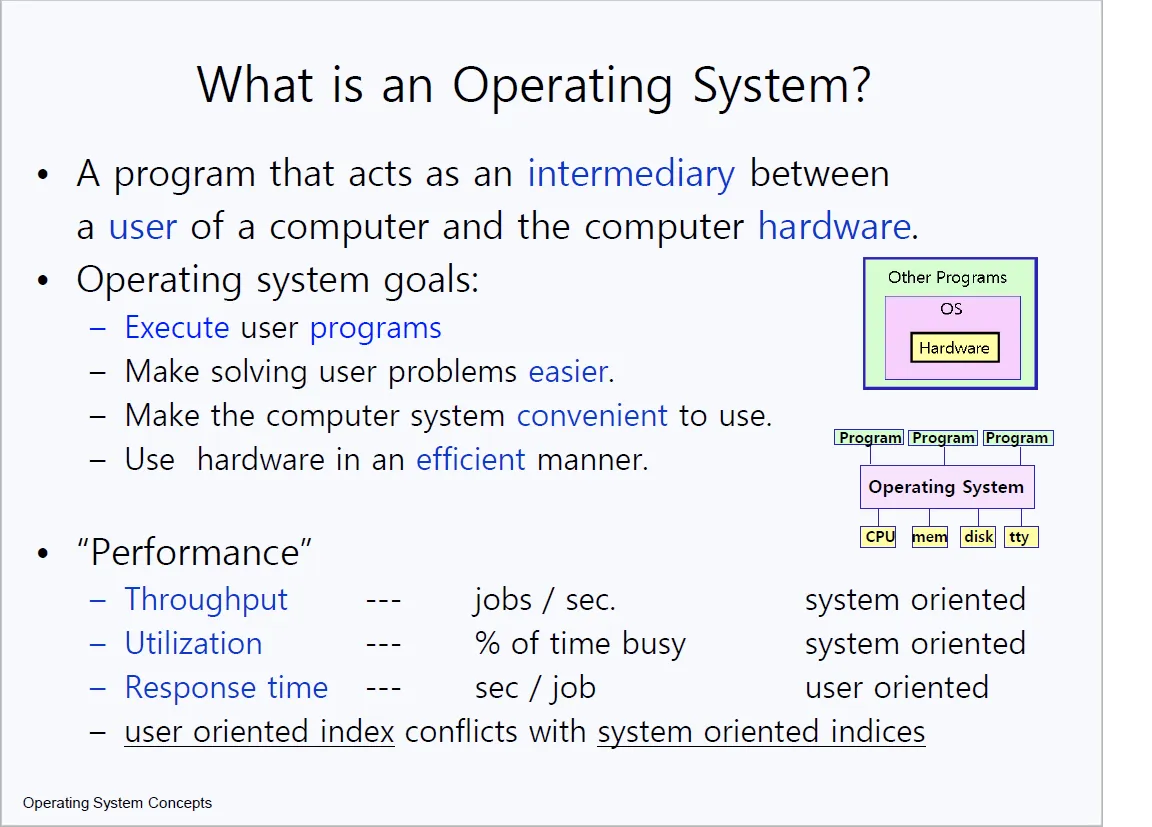 What is an Operating System?
• A program that acts as an intermediary between
a user of a computer and the computer hardware.
• Operating system goals:
– Execute user programs
– Make solving user problems easier.
– Make the computer system convenient to use.
– Use hardware in an efficient manner.
Other Programs
OS
Hardware
Program Program Program
Operating System
CPU mem disk tty
• “Performance”
– Throughput --- jobs / sec. system oriented
– Utilization --- % of time busy system oriented
– Response time --- sec / job user oriented
– user oriented index conflicts with system oriented indices
Operating System Concepts